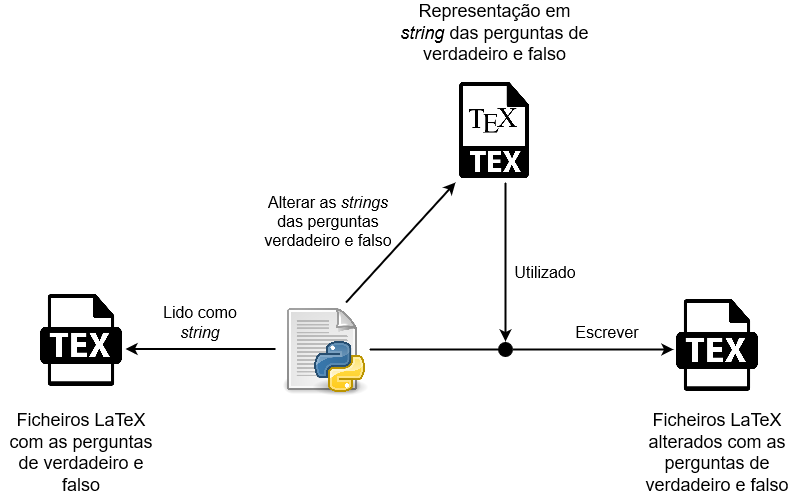 Representação em
string das perguntas de
verdadeiro e falso
TEX
TEX
Alterar as strings
das perguntas
verdadeiro e falso
Utilizado
Lido como
string
Escrever
TEX
TEX
Ficheiros LaTeX
com as perguntas
de verdadeiro e
falso
Ficheiros LaTeX
alterados com as
perguntas de
verdadeiro e falso